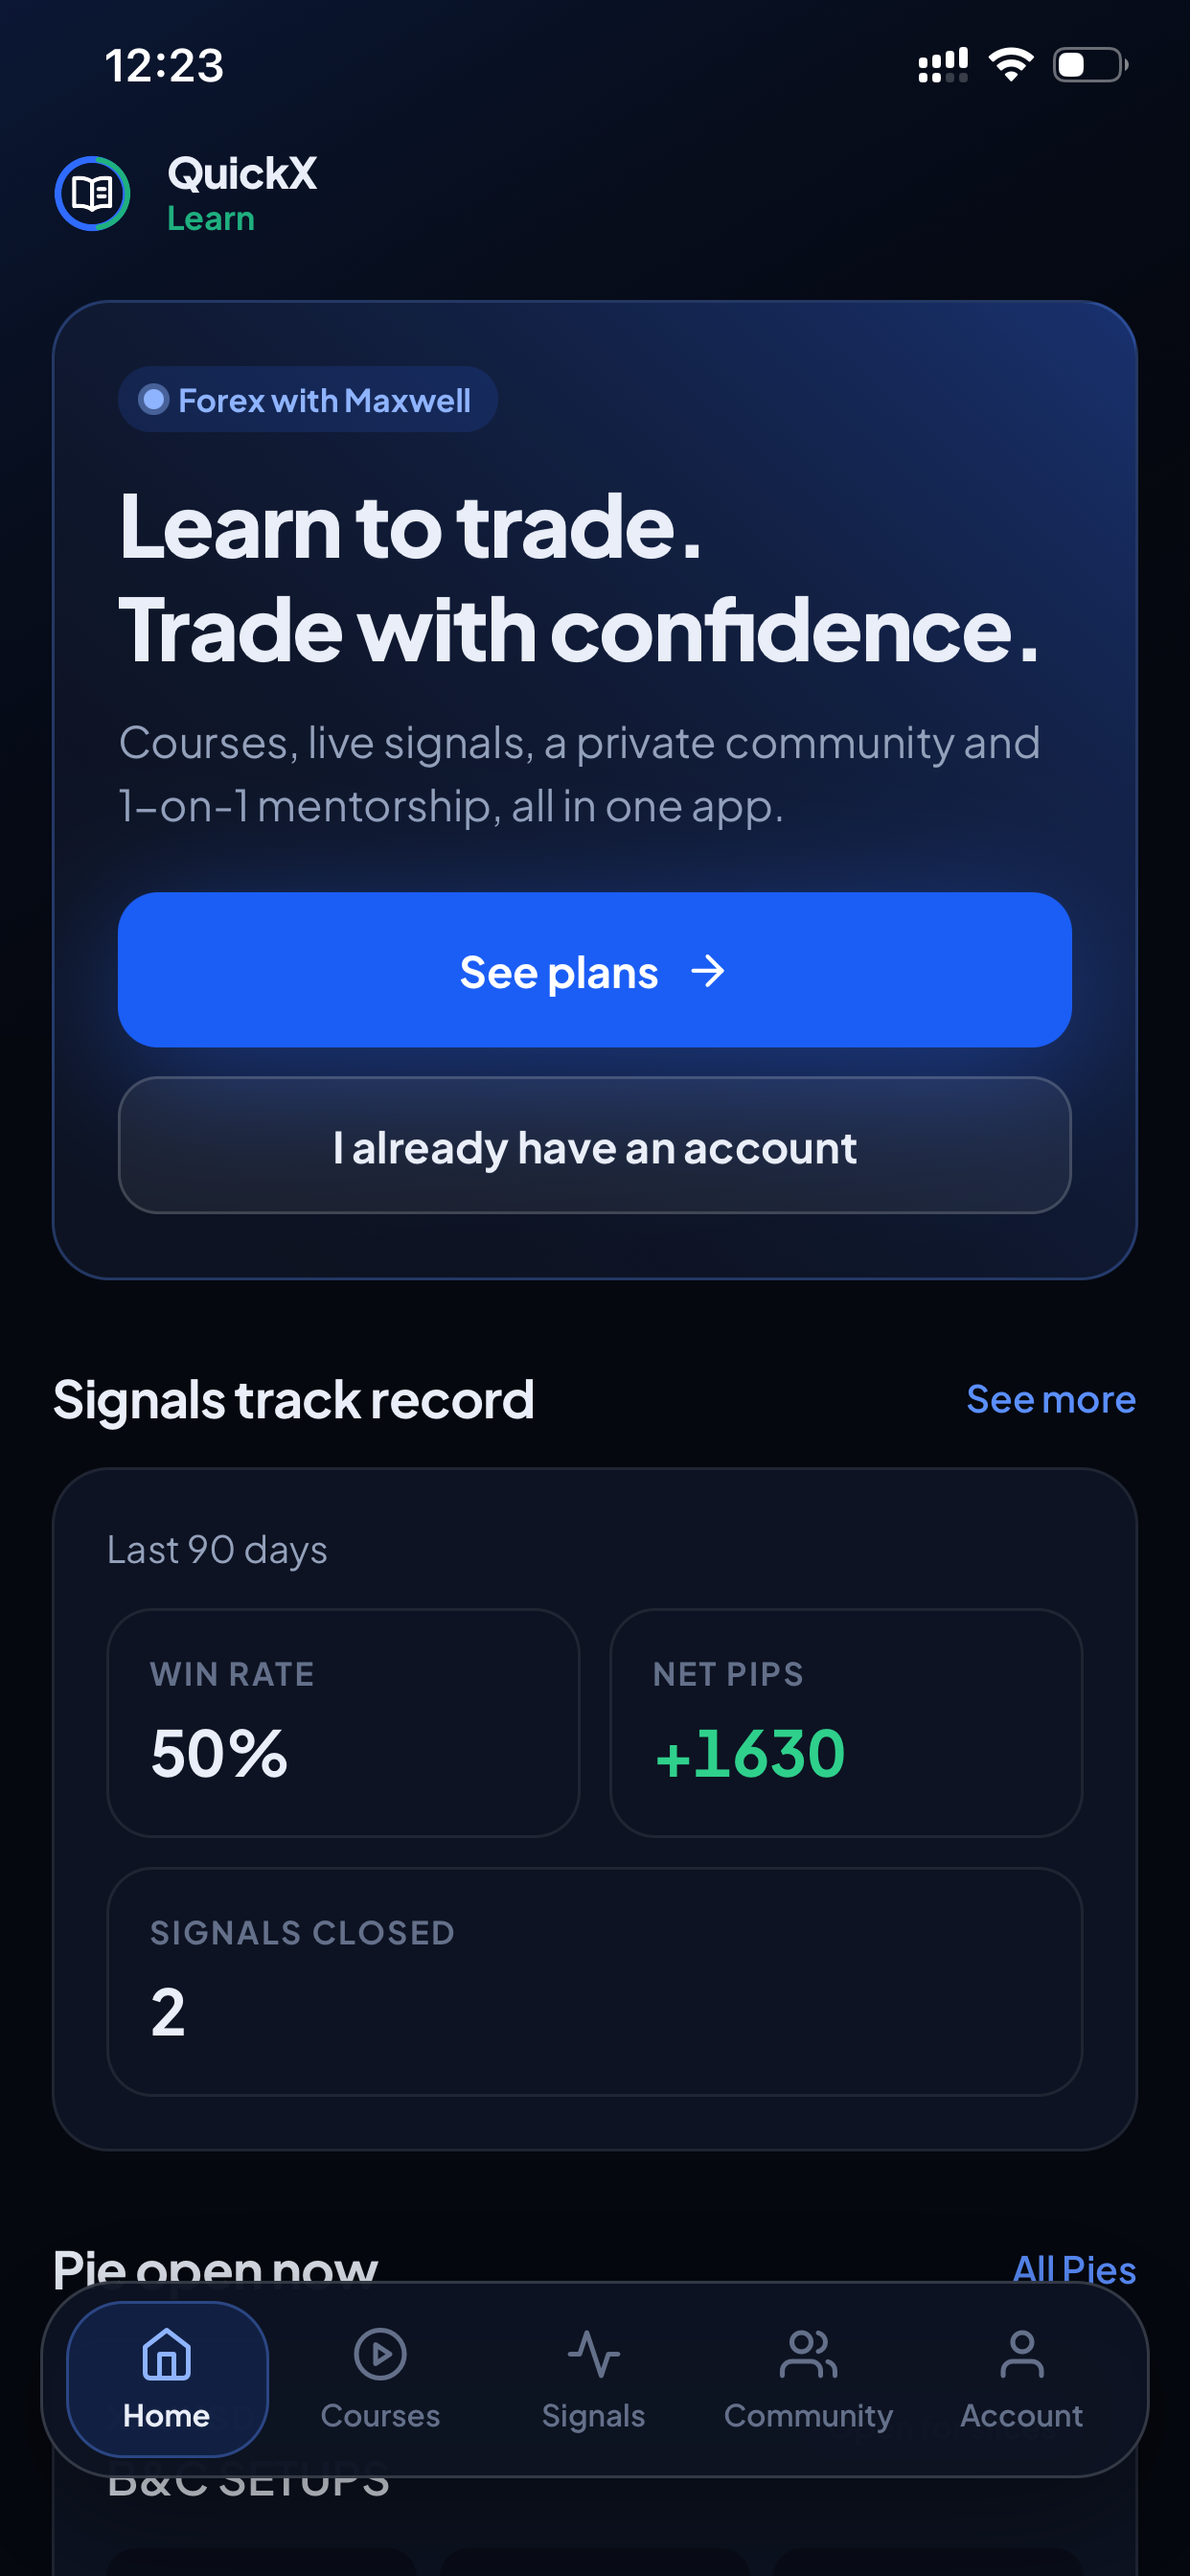 12:23
QuickX
Learn
Forex with Maxwell
Learn to trade.
Trade with confidence.
Courses, live signals, a private community and
1–on-1 mentorship, all in one app.
See plans →
I already have an account
Signals track record
See more
Last 90 days
WIN RATE
50%
NET PIPS
+1630
SIGNALS CLOSED
2
Pie open now
All Pies
Home
Courses
Signals
Community
Account
B&C SETUPS